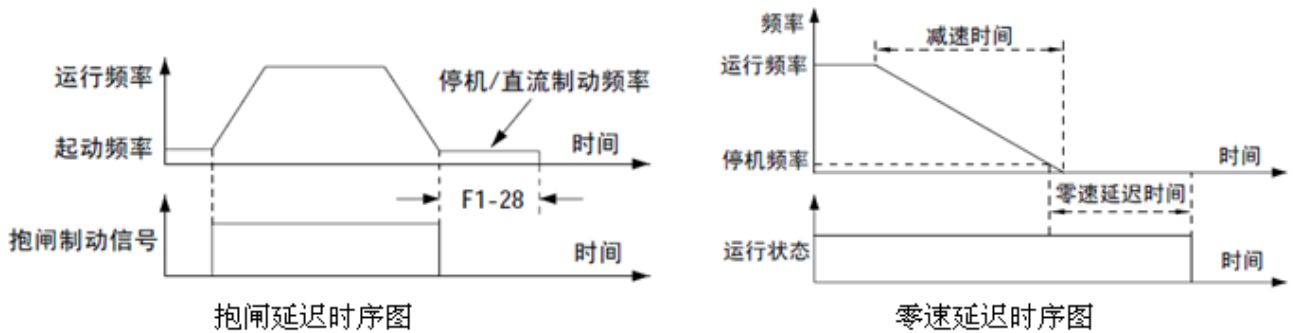 运行频率
停机/直流制动频率
起动频率
时间
F1-28
抱闸制动信号
时间
抱闸延迟时序图
频率
减速时间
运行频率
停机频率
时间
零速延迟时间
运行状态
时间
零速延迟时序图